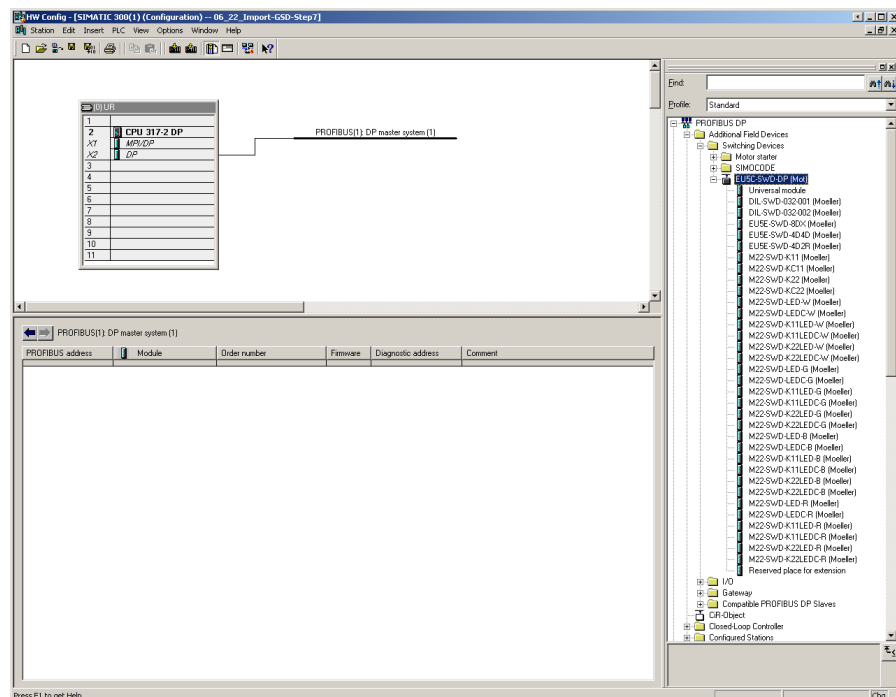 HW Config - [SIMATIC 300(1) (Configuration) -- 06_22_Import-GSD-Step7]
Station Edit Insert PLC View Options Window Help
(0) UR
1
2 CPU 317-2 DP
X1 MPI/DP
X2 DP
3
4
5
6
7
8
9
10
11
PROFIBUS(1): DP master system (1)
PROFIBUS(1): DP master system (1)
PROFIBUS address Module Order number Firmware Diagnostic address Comment
Find:
Profile: Standard
PROFIBUS DP
Additional Field Devices
Switching Devices
Motor starter
SIMOCODE
EU5C-SWD-DP (Mot)
Universal module
DIL-SWD-032-001 (Moeller)
DIL-SWD-032-002 (Moeller)
EU5E-SWD-8DX (Moeller)
EU5E-SWD-4D4D (Moeller)
EU5E-SWD-4D2R (Moeller)
M22-SWD-K11 (Moeller)
M22-SWD-KC11 (Moeller)
M22-SWD-K22 (Moeller)
M22-SWD-KC22 (Moeller)
M22-SWD-LED-W (Moeller)
M22-SWD-LEDC-W (Moeller)
M22-SWD-K11LED-W (Moeller)
M22-SWD-K11LEDC-W (Moeller)
M22-SWD-K22LED-W (Moeller)
M22-SWD-K22LEDC-W (Moeller)
M22-SWD-LED-G (Moeller)
M22-SWD-LEDC-G (Moeller)
M22-SWD-K11LED-G (Moeller)
M22-SWD-K11LEDC-G (Moeller)
M22-SWD-K22LED-G (Moeller)
M22-SWD-K22LEDC-G (Moeller)
M22-SWD-LED-B (Moeller)
M22-SWD-LEDC-B (Moeller)
M22-SWD-K11LED-B (Moeller)
M22-SWD-K11LEDC-B (Moeller)
M22-SWD-K22LED-B (Moeller)
M22-SWD-K22LEDC-B (Moeller)
M22-SWD-LED-R (Moeller)
M22-SWD-LEDC-R (Moeller)
M22-SWD-K11LED-R (Moeller)
M22-SWD-K11LEDC-R (Moeller)
M22-SWD-K22LED-R (Moeller)
M22-SWD-K22LEDC-R (Moeller)
Reserved place for extension
I/O
Gateway
Compatible PROFIBUS DP Slaves
CiR-Object
Closed-Loop Controller
Configured Stations
Press F1 to get Help.
Chg